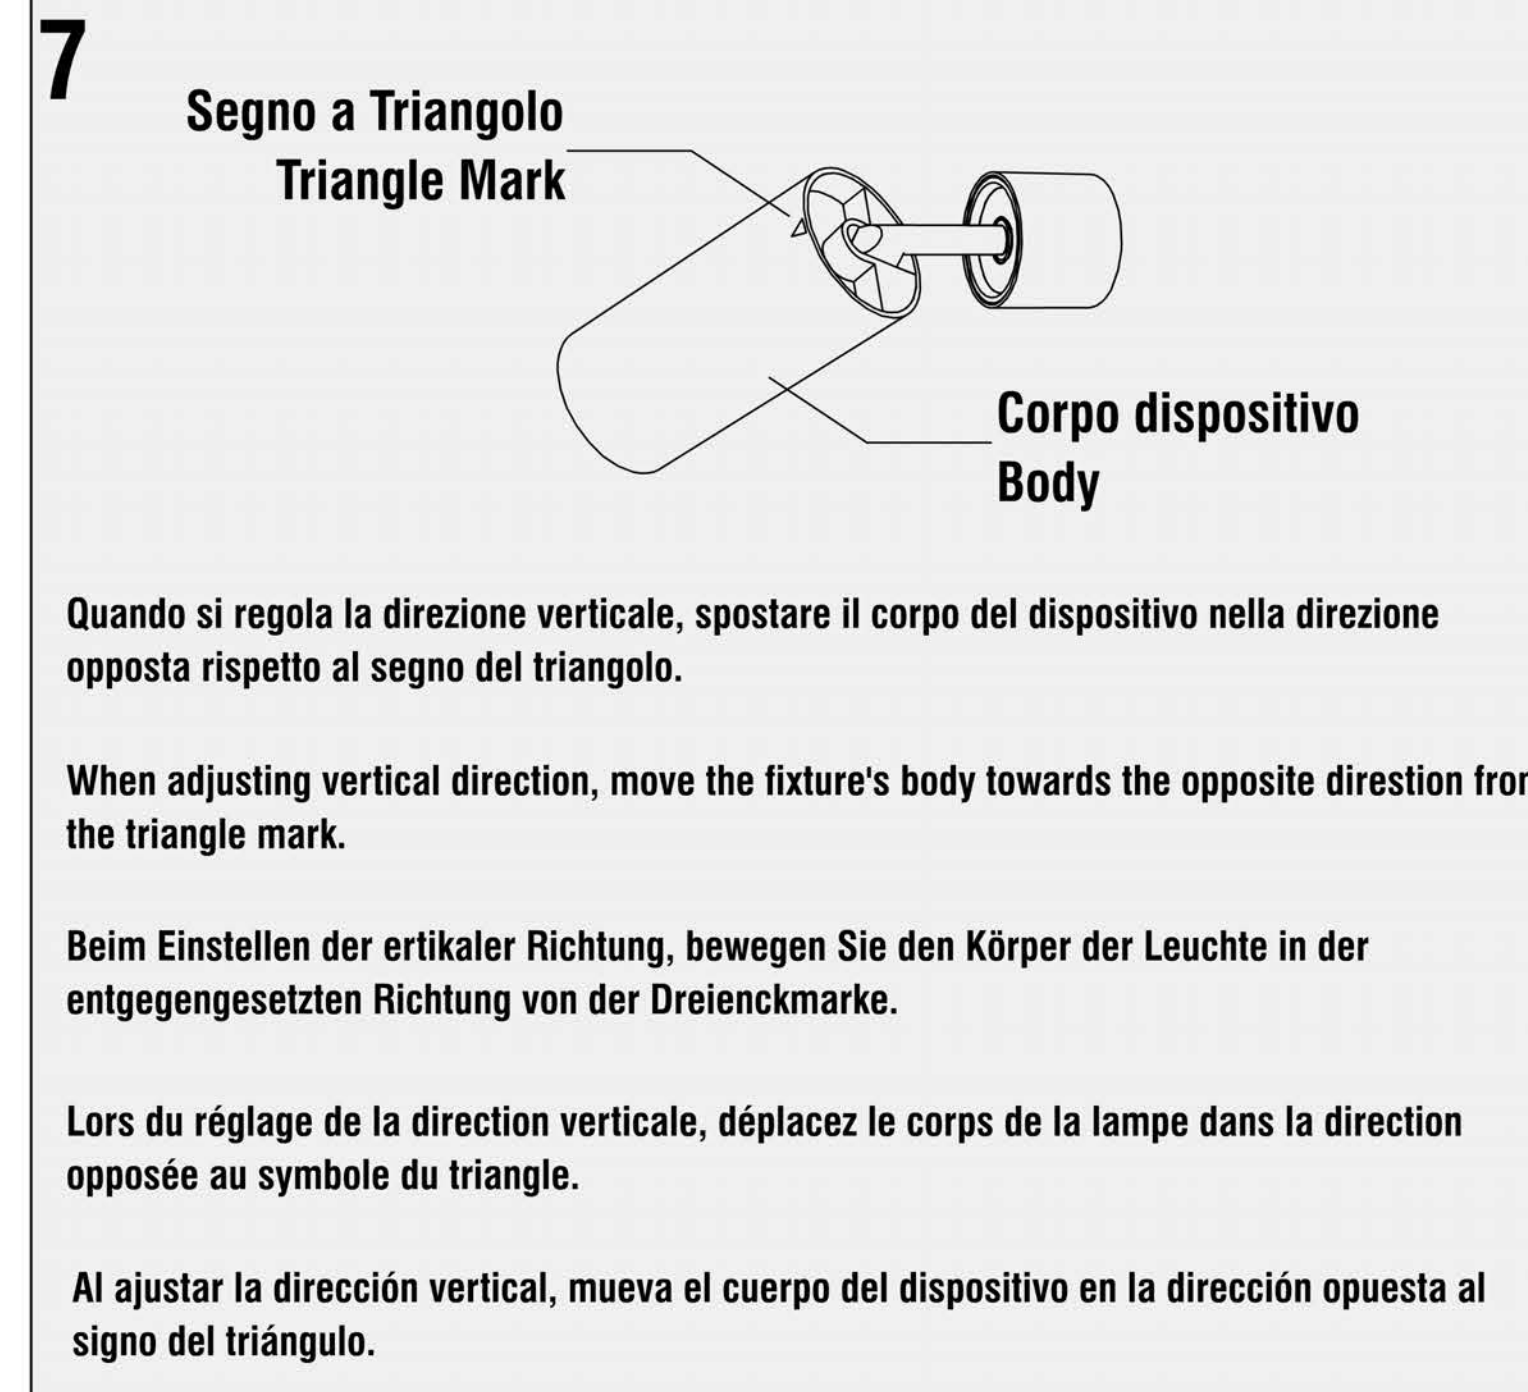 7
Segno a Triangolo
Triangle Mark
Corpo dispositivo
Body
Quando si regola la direzione verticale, spostare il corpo del dispositivo nella direzione
opposta rispetto al segno del triangolo.
When adjusting vertical direction, move the fixture's body towards the opposite direstion from
the triangle mark.
Beim Einstellen der ertikaler Richtung, bewegen Sie den Körper der Leuchte in der
entgegengesetzten Richtung von der Dreienckmarke.
Lors du réglage de la direction verticale, déplacez le corps de la lampe dans la direction
opposée au symbole du triangle.
Al ajustar la dirección vertical, mueva el cuerpo del dispositivo en la dirección opuesta al
signo del triángulo.